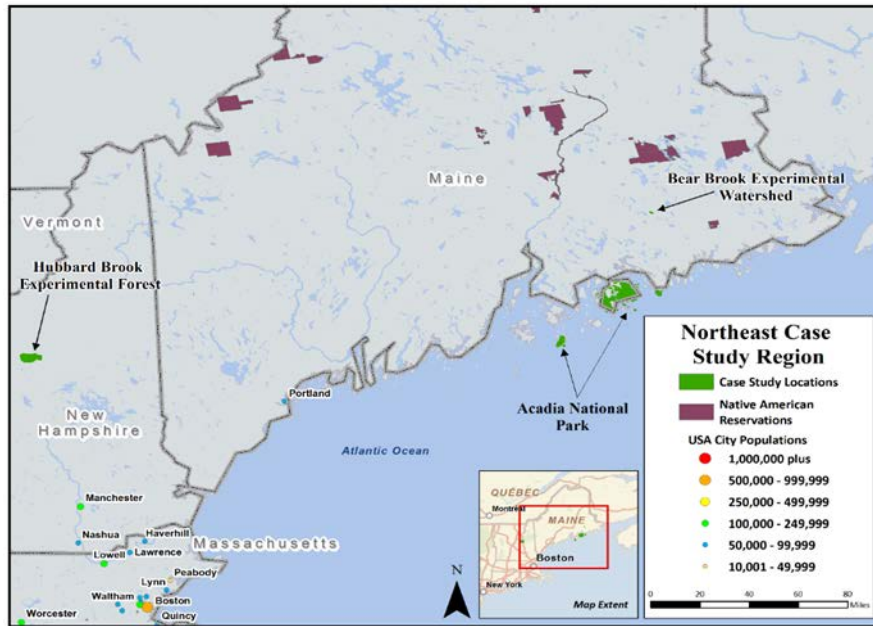 Maine
Bear Brook Experimental
Watershed
Vermont
Hubbard Brook
Experimental Forest
Portland
Acadia National
Park
New
Hampshire
Atlantic Ocean
Manchester
Nashua
Haverhill
Lawrence
Lowell
Massachusetts
Peabody
Lynn
Waltham
Boston
Worcester
Quincy
QUÉBEC
Montréal
MAINE
Boston
New York
Map Extent
N
Northeast Case
Study Region
Case Study Locations
Native American
Reservations
USA City Populations
1,000,000 plus
500,000 - 999,999
250,000 - 499,999
100,000 - 249,999
50,000 - 99,999
10,001 - 49,999
0 20 40 60 80
Miles